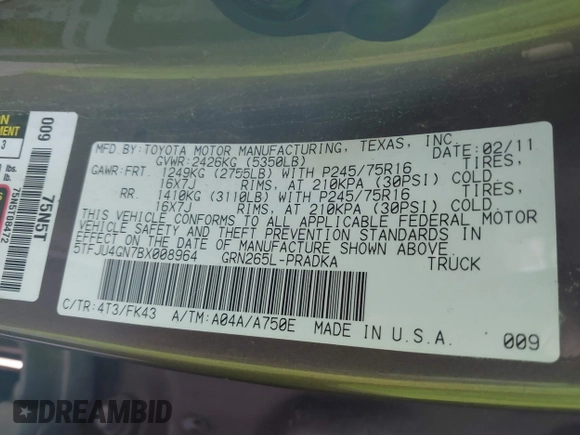 MFD BY:TOYOTA MOTOR MANUFACTURING, TEXAS, INC.
GVWR:2426KG (5350LB) DATE: 02/11
GAWR:FRT. 1249KG (2755LB) WITH P245/75R16 TIRES,
16X7J RIMS, AT 210KPA (30PSI) COLD.
RR. 1410KG (3110LB) WITH P245/75R16 TIRES,
16X7J RIMS, AT 210KPA (30PSI) COLD.
THIS VEHICLE CONFORMS TO ALL APPLICABLE FEDERAL MOTOR
VEHICLE SAFETY AND THEFT PREVENTION STANDARDS IN
EFFECT ON THE DATE OF MANUFACTURE SHOWN ABOVE.
5TFJU4GN7BX008964 GRN265L-PRADKA TRUCK
C/TR:4T3/FK43 A/TM:A04A/A750E MADE IN U.S.A.
009
009
75N5T
DREAMBID